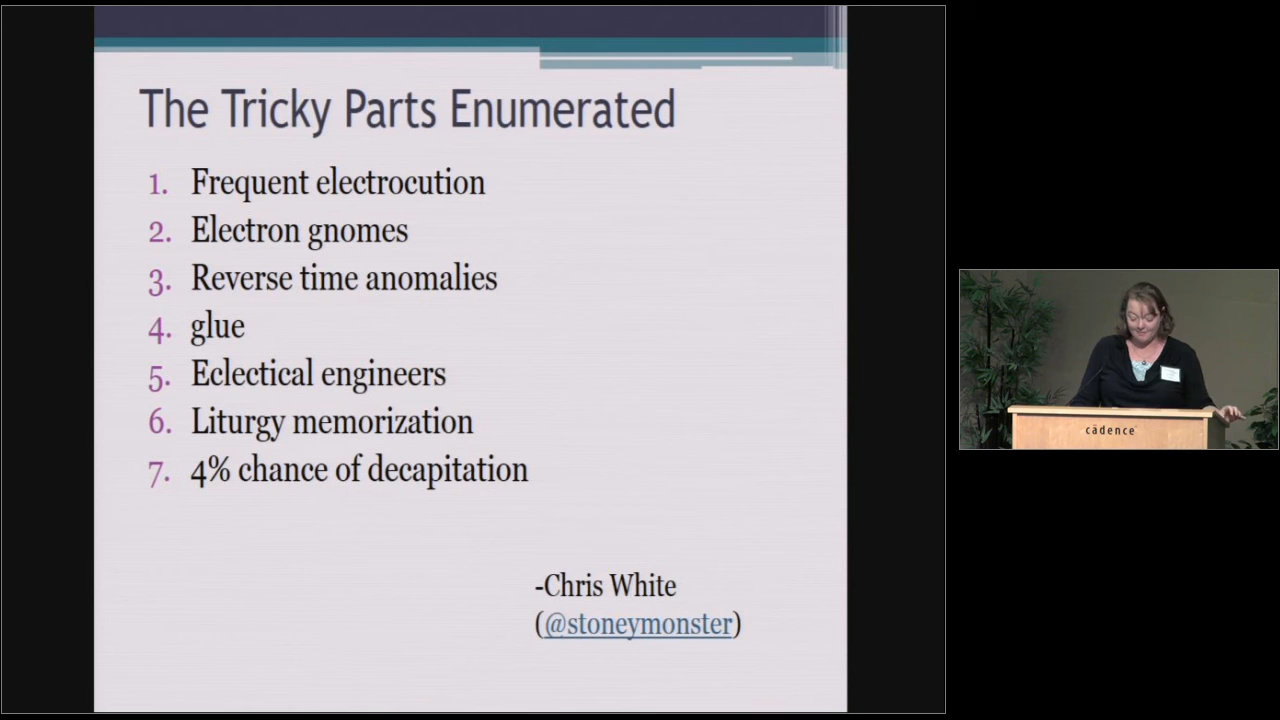 The Tricky Parts Enumerated
1. Frequent electrocution
2. Electron gnomes
3. Reverse time anomalies
4. glue
5. Eclectical engineers
6. Liturgy memorization
7. 4% chance of decapitation
-Chris White
(@stoneymonster)
cādence